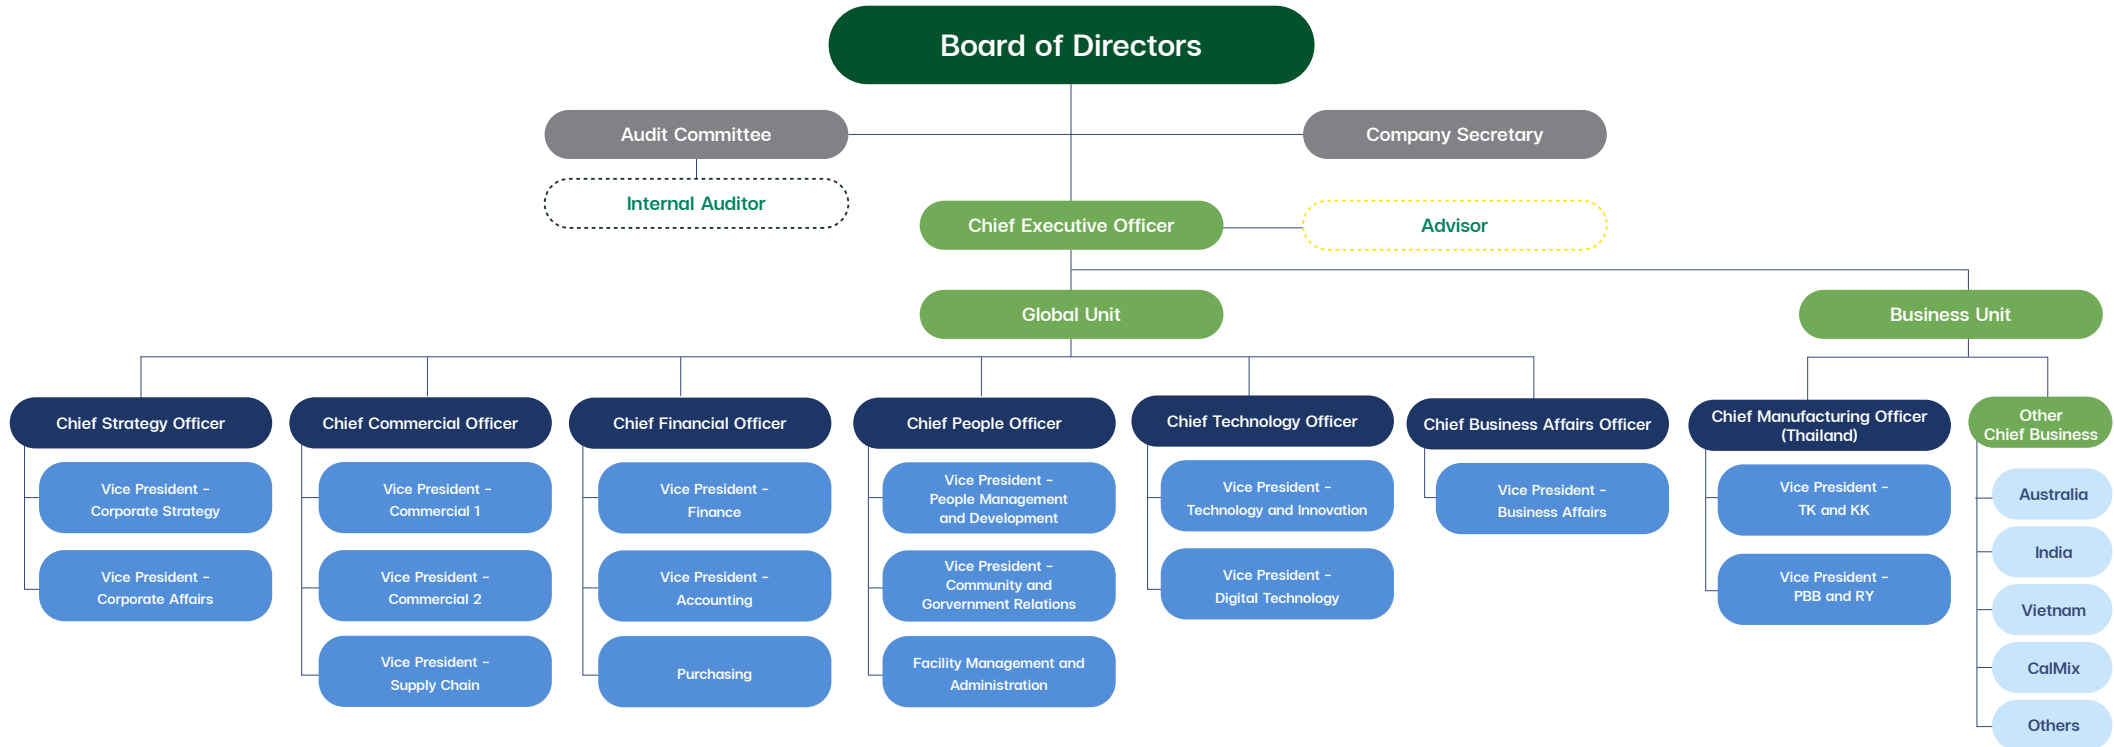 Board of Directors
Audit Committee
Company Secretary
Internal Auditor
Chief Executive Officer
Advisor
Global Unit
Business Unit
Chief Strategy Officer
Vice President –
Corporate Strategy
Vice President –
Corporate Affairs
Chief Commercial Officer
Vice President –
Commercial 1
Vice President –
Commercial 2
Vice President –
Supply Chain
Chief Financial Officer
Vice President –
Finance
Vice President –
Accounting
Purchasing
Chief People Officer
Vice President –
People Management
and Development
Vice President –
Community and
Gorvernment Relations
Facility Management and
Administration
Chief Technology Officer
Vice President –
Technology and Innovation
Vice President –
Digital Technology
Chief Business Affairs Officer
Vice President –
Business Affairs
Chief Manufacturing Officer
(Thailand)
Vice President –
TK and KK
Vice President –
PBB and RY
Other
Chief Business
Australia
India
Vietnam
CalMix
Others